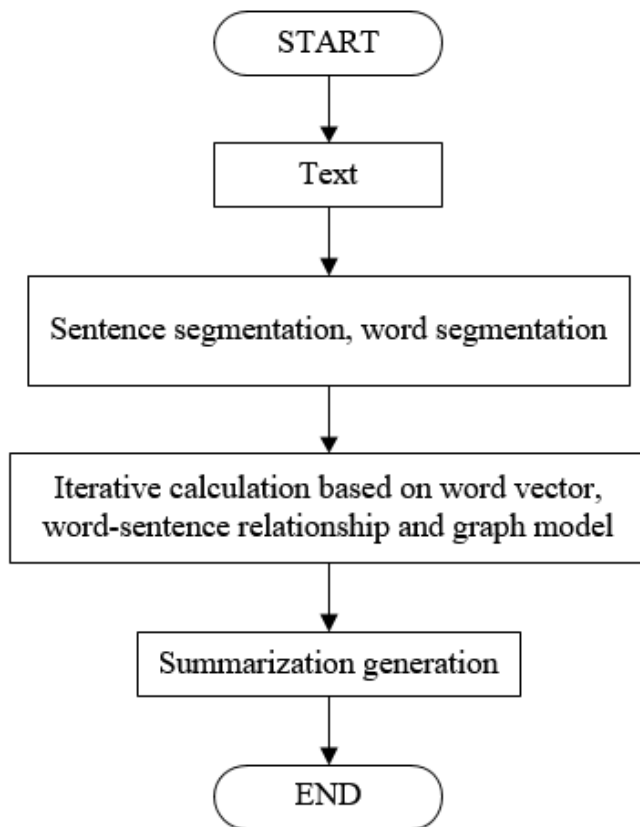 START
Text
Sentence segmentation, word segmentation
Iterative calculation based on word vector,
word-sentence relationship and graph model
Summarization generation
END